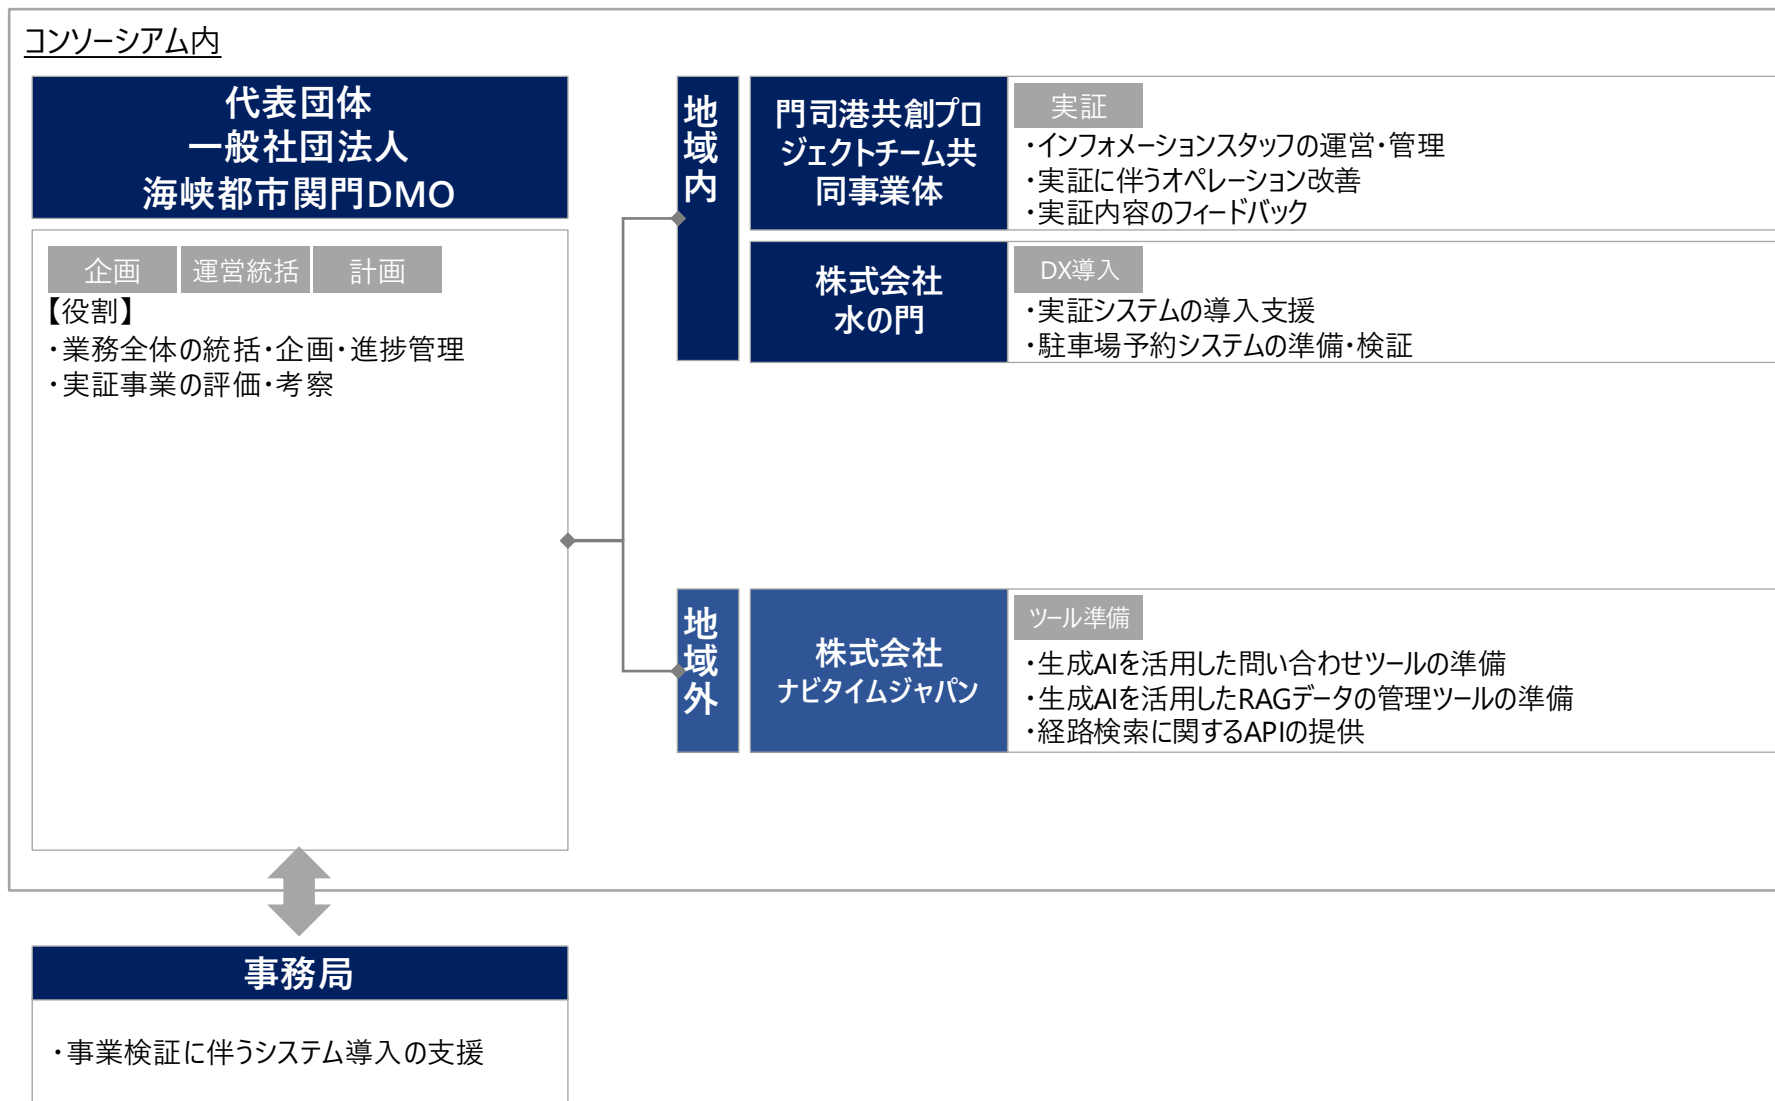 コンソーシアム内
代表団体
一般社団法人
海峡都市関門DMO
企画
運営統括
計画
【役割】
・業務全体の統括・企画・進捗管理
・実証事業の評価・考察
地域内
門司港共創プロ
ジェクトチーム共
同事業体
実証
・インフォメーションスタッフの運営・管理
・実証に伴うオペレーション改善
・実証内容のフィードバック
株式会社
水の門
DX導入
・実証システムの導入支援
・駐車場予約システムの準備・検証
地域外
株式会社
ナビタイムジャパン
ツール準備
・生成AIを活用した問い合わせツールの準備
・生成AIを活用したRAGデータの管理ツールの準備
・経路検索に関するAPIの提供
事務局
・事業検証に伴うシステム導入の支援